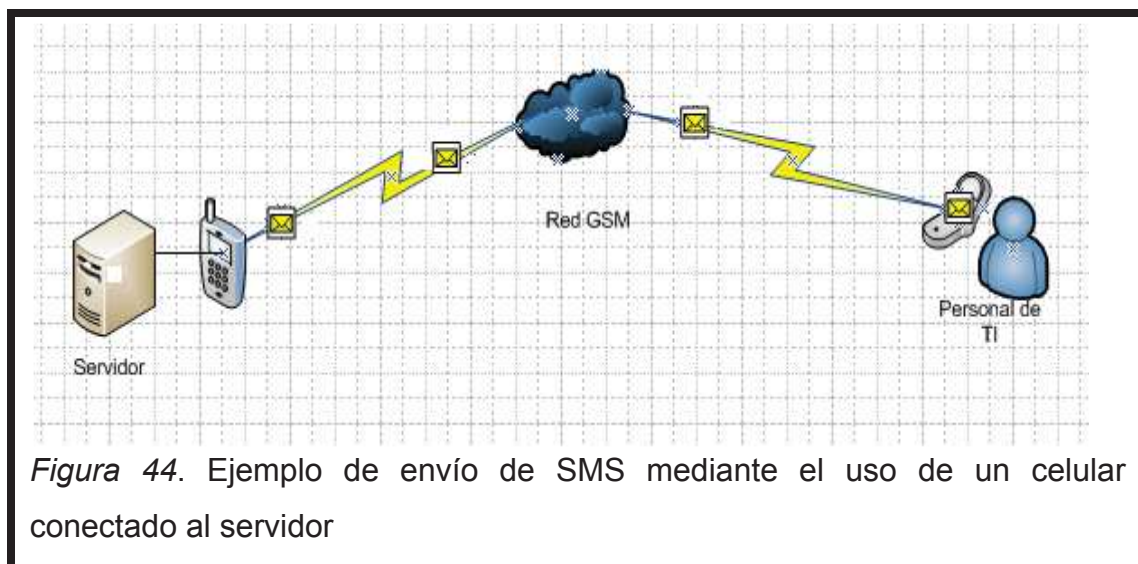 Red GSM
Servidor
Personal de
TI
Figura 44. Ejemplo de envío de SMS mediante el uso de un celular
conectado al servidor